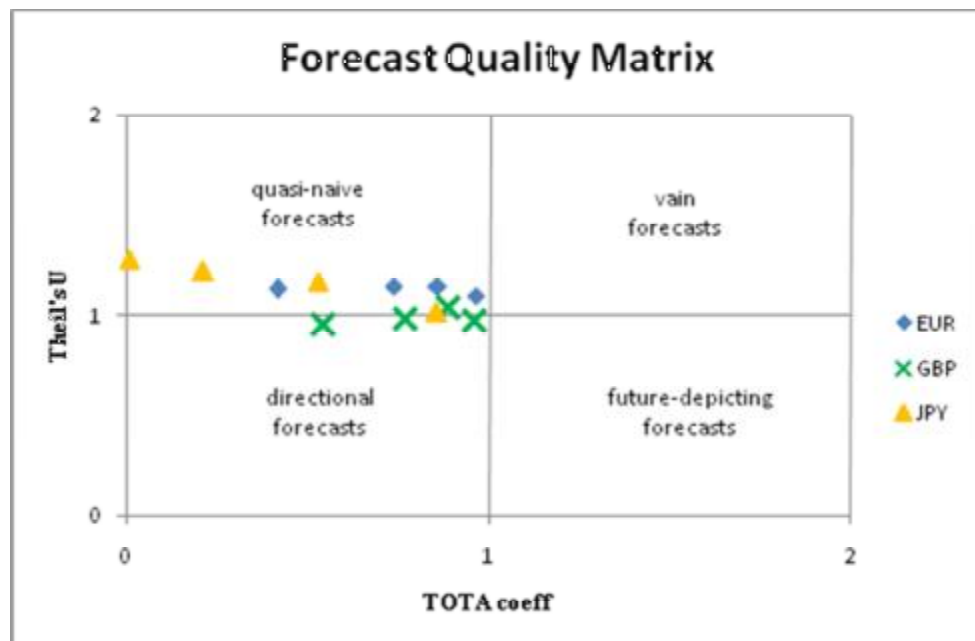 Forecast Quality Matrix
2
quasi-naive
forecasts
vain
forecasts
Theil's U
1
EUR
GBP
JPY
directional
forecasts
future-depicting
forecasts
0
0
1
2
TOTA coeff